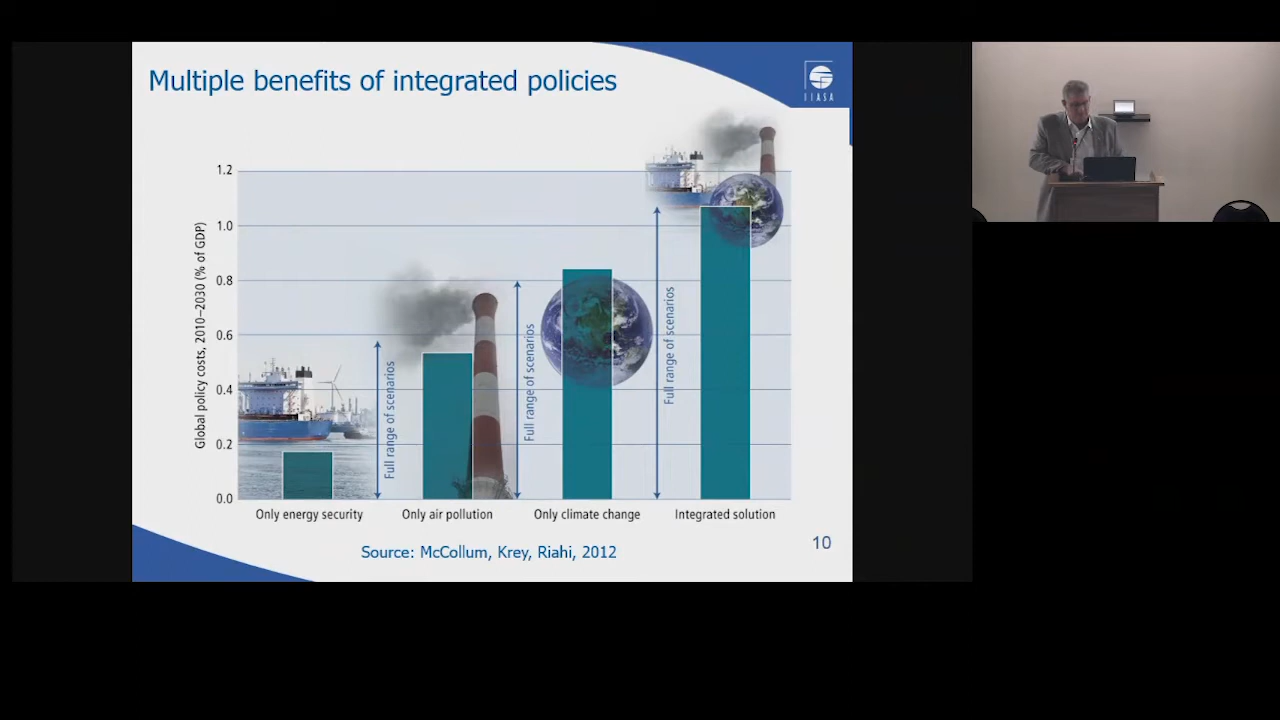 Multiple benefits of integrated policies
IIASA
Global policy costs, 2010–2030 (% of GDP)
1.2
1.0
0.8
0.6
0.4
0.2
0.0
Full range of scenarios
Full range of scenarios
Full range of scenarios
Only energy security
Only air pollution
Only climate change
Integrated solution
Source: McCollum, Krey, Riahi, 2012
10